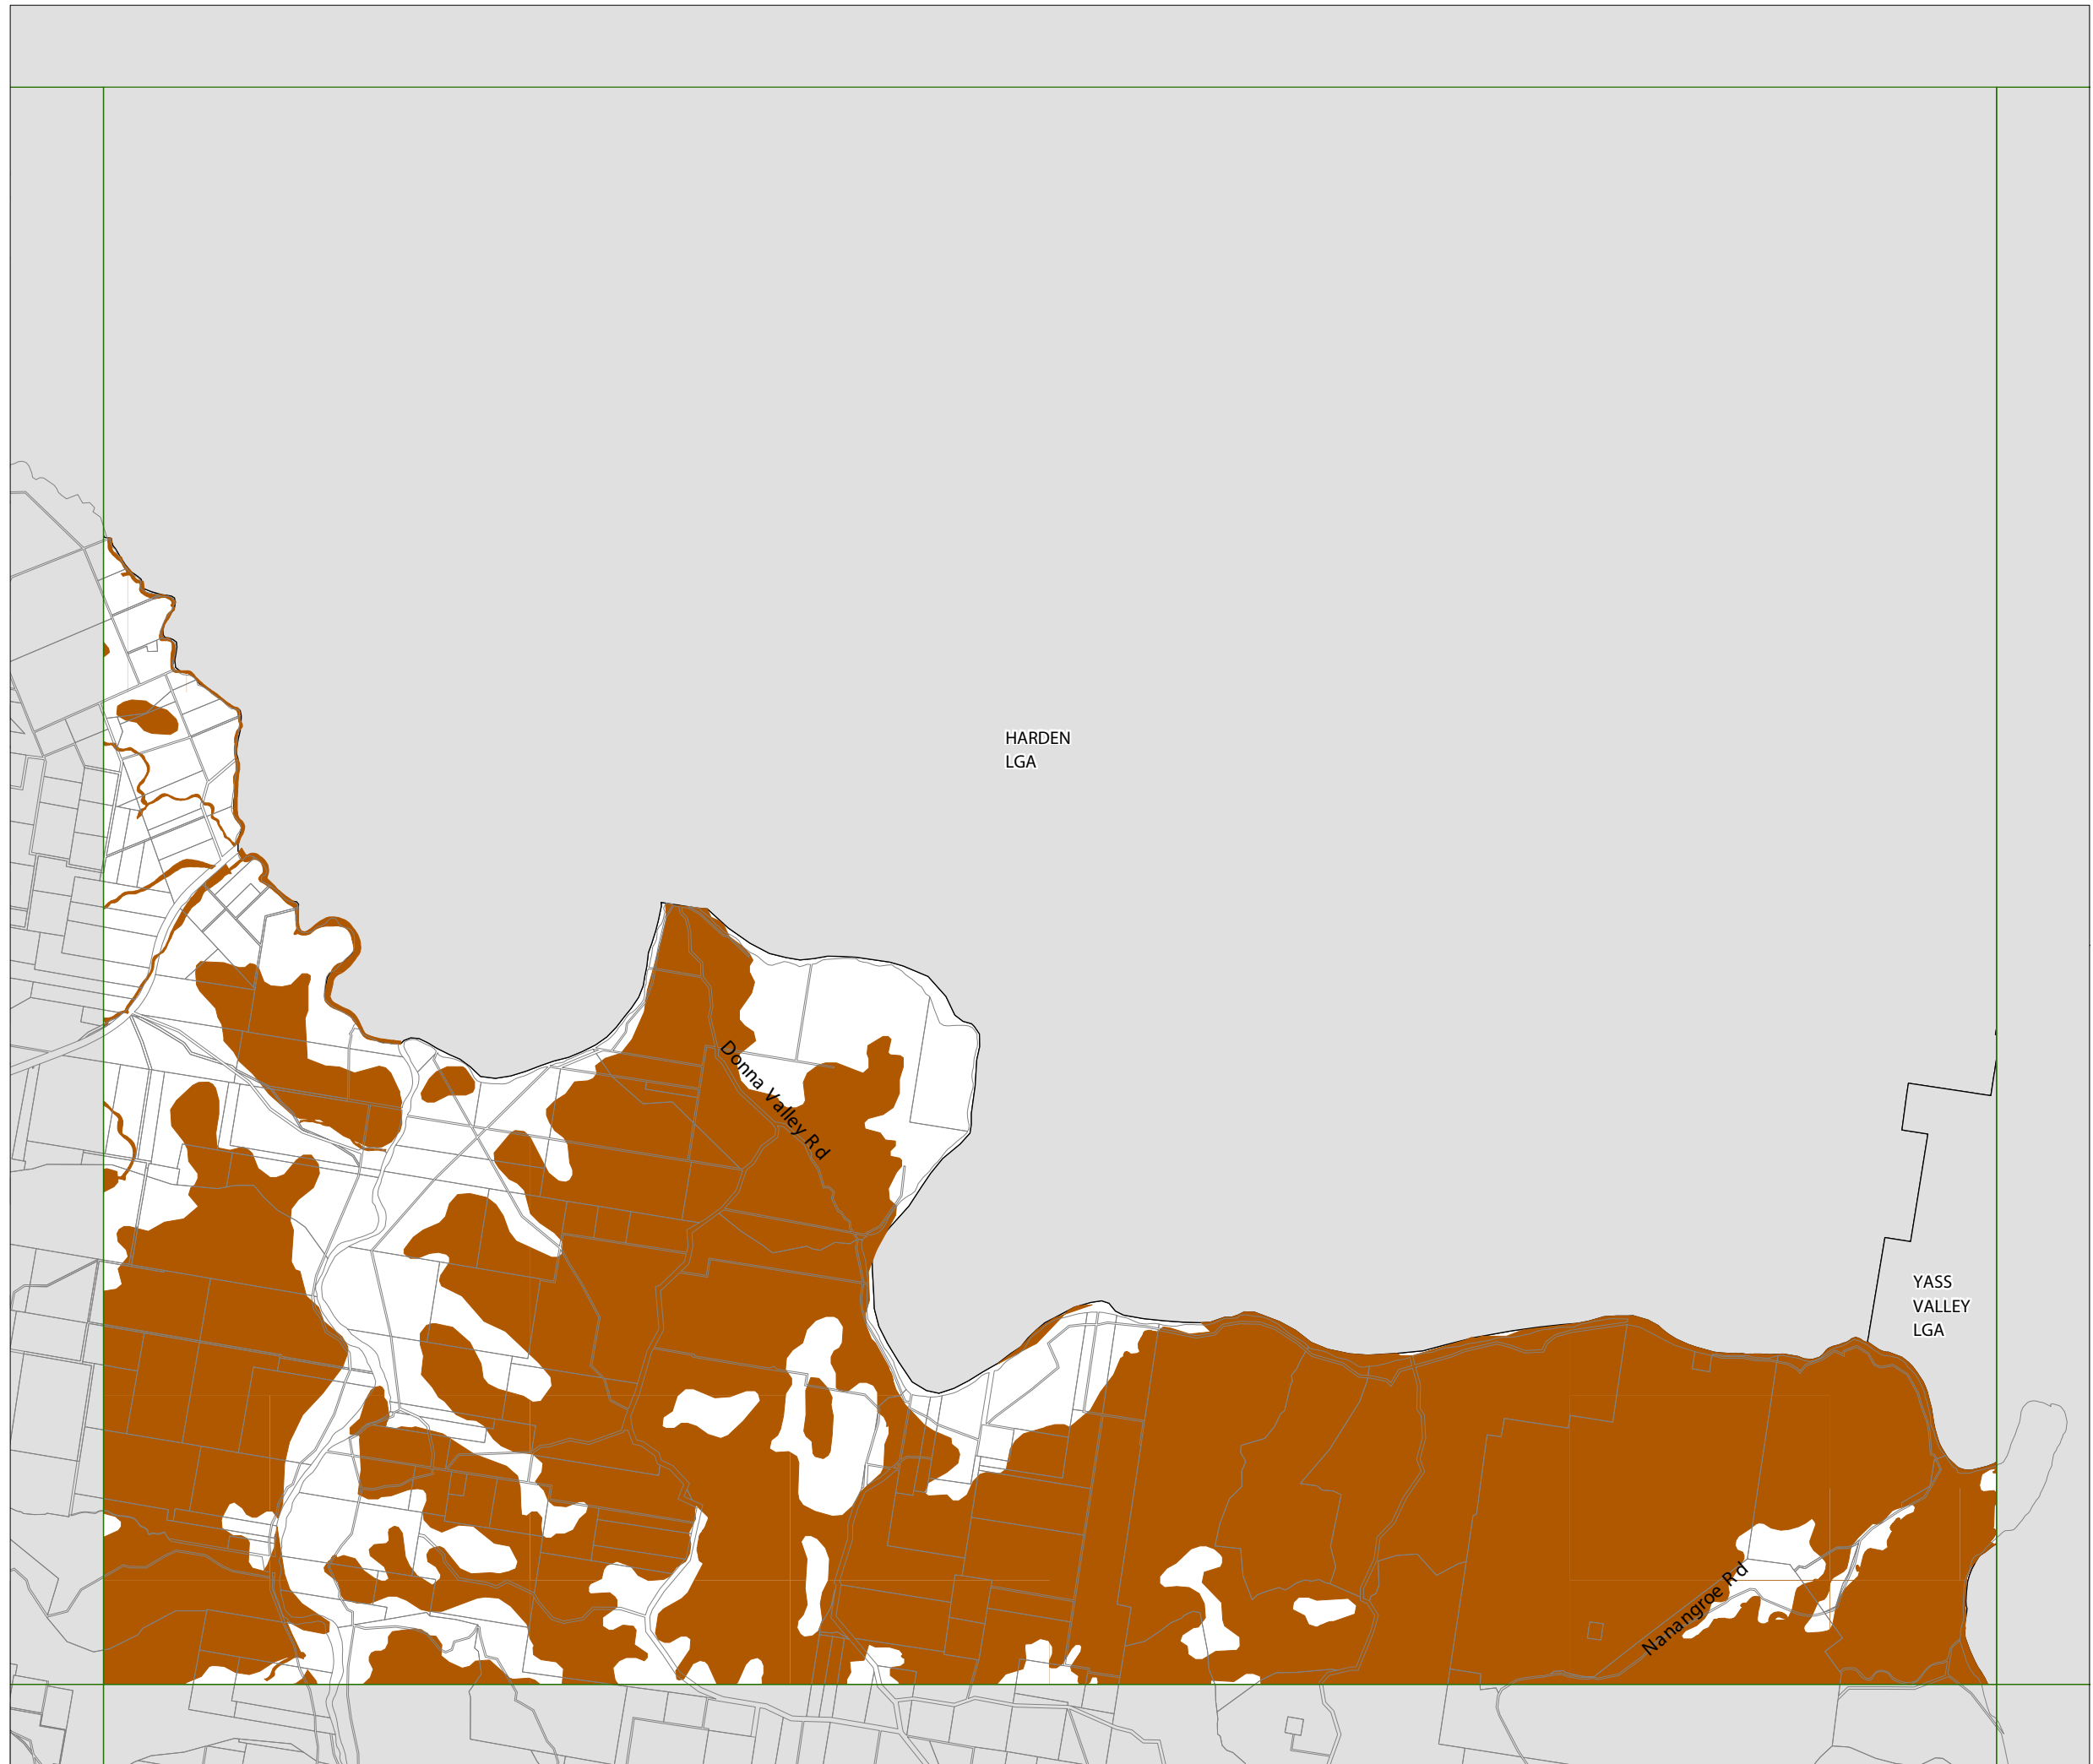 HARDEN
LGA
Donna Valley Rd
YASS
VALLEY
LGA
Nanangroe Rd